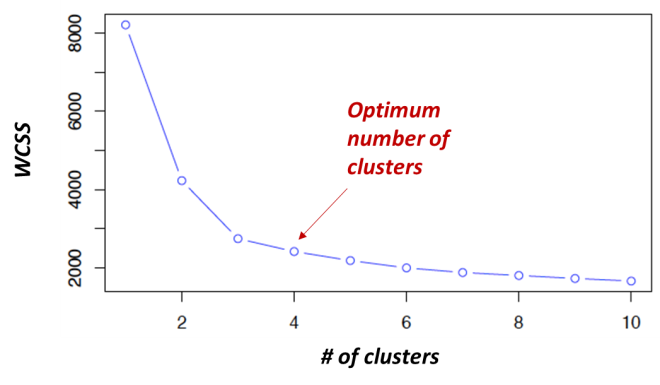 8000
6000
4000
2000
WCSS
Optimum
number of
clusters
2 4 6 8 10
# of clusters